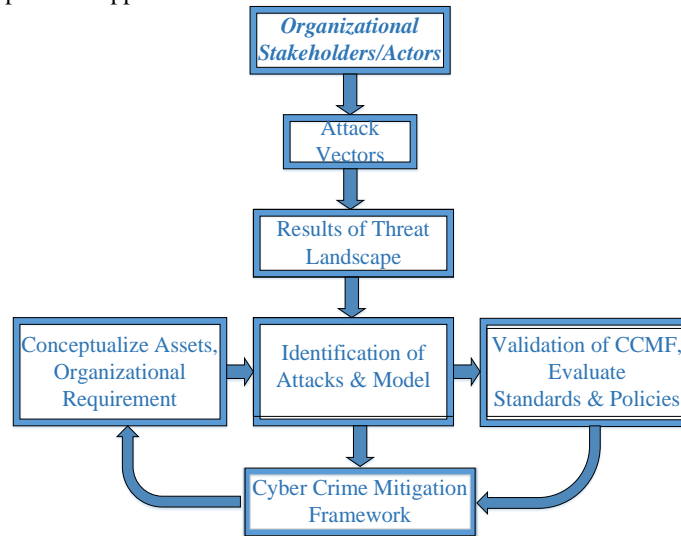 Organizational
Stakeholders/Actors
Attack
Vectors
Results of Threat
Landscape
Conceptualize Assets,
Organizational
Requirement
Identification of
Attacks & Model
Validation of CCMF,
Evaluate
Standards & Policies
Cyber Crime Mitigation
Framework